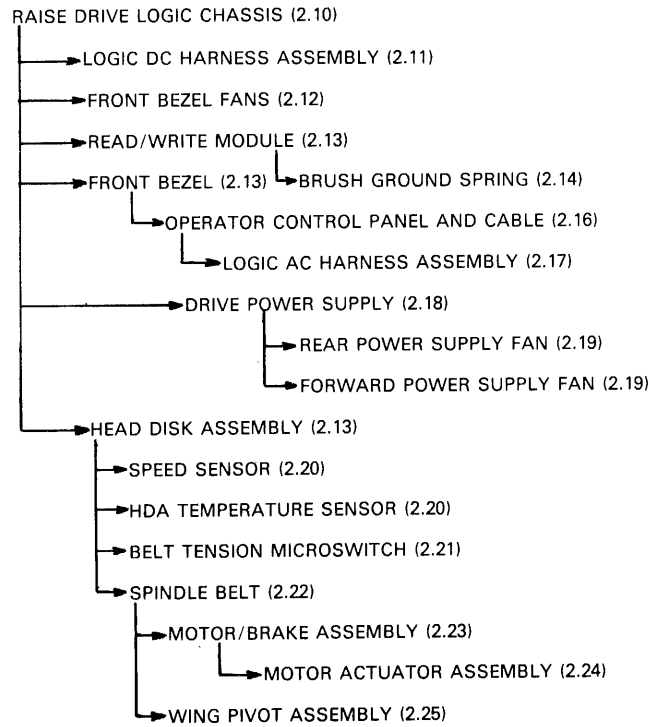 RAISE DRIVE LOGIC CHASSIS (2.10)
LOGIC DC HARNESS ASSEMBLY (2.11)
FRONT BEZEL FANS (2.12)
READ/WRITE MODULE (2.13)
FRONT BEZEL (2.13)
BRUSH GROUND SPRING (2.14)
OPERATOR CONTROL PANEL AND CABLE (2.16)
LOGIC AC HARNESS ASSEMBLY (2.17)
DRIVE POWER SUPPLY (2.18)
REAR POWER SUPPLY FAN (2.19)
FORWARD POWER SUPPLY FAN (2.19)
HEAD DISK ASSEMBLY (2.13)
SPEED SENSOR (2.20)
HDA TEMPERATURE SENSOR (2.20)
BELT TENSION MICROSWITCH (2.21)
SPINDLE BELT (2.22)
MOTOR/BRAKE ASSEMBLY (2.23)
MOTOR ACTUATOR ASSEMBLY (2.24)
WING PIVOT ASSEMBLY (2.25)